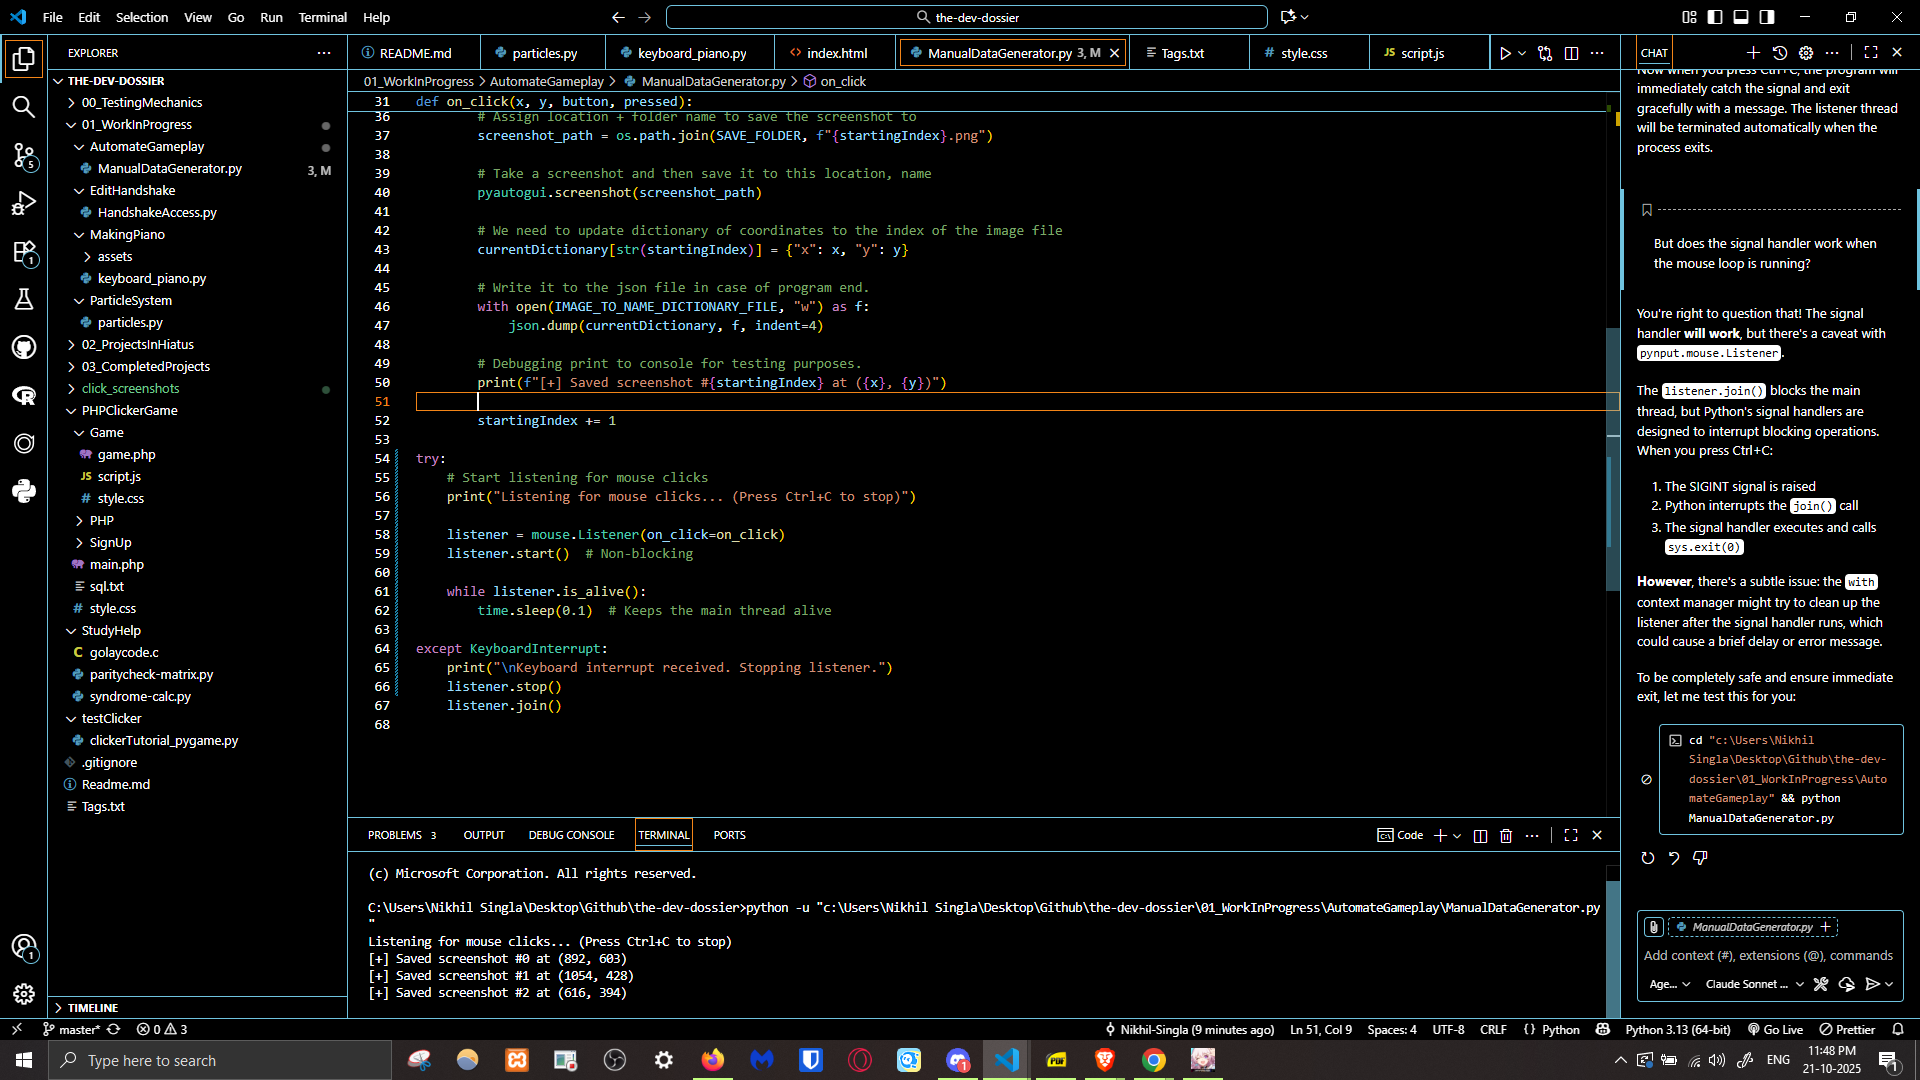 File Edit Selection View Go Run Terminal Help
the-dev-dossier
EXPLORER
THE-DEV-DOSSIER
00_TestingMechanics
01_WorkInProgress
AutomateGameplay
ManualDataGenerator.py 3, M
EditHandshake
HandshakeAccess.py
MakingPiano
assets
keyboard_piano.py
ParticleSystem
particles.py
02_ProjectsInHiatus
03_CompletedProjects
click_screenshots
PHPClickerGame
Game
game.php
JS script.js
# style.css
PHP
SignUp
main.php
sql.txt
# style.css
StudyHelp
C golaycode.c
paritycheck-matrix.py
syndrome-calc.py
testClicker
clickerTutorial_pygame.py
.gitignore
Readme.md
Tags.txt
TIMELINE
5
1
1
README.md particles.py keyboard_piano.py <> index.html ManualDataGenerator.py 3, M Tags.txt # style.css JS script.js
01_WorkInProgress > AutomateGameplay > ManualDataGenerator.py > on_click
31 def on_click(x, y, button, pressed):
36 # Assign location + folder name to save the screenshot to
37 screenshot_path = os.path.join(SAVE_FOLDER, f"{startingIndex}.png")
38
39 # Take a screenshot and then save it to this location, name
40 pyautogui.screenshot(screenshot_path)
41
42 # We need to update dictionary of coordinates to the index of the image file
43 currentDictionary[str(startingIndex)] = {"x": x, "y": y}
44
45 # Write it to the json file in case of program end.
46 with open(IMAGE_TO_NAME_DICTIONARY_FILE, "w") as f:
47 json.dump(currentDictionary, f, indent=4)
48
49 # Debugging print to console for testing purposes.
50 print(f"[+] Saved screenshot #{startingIndex} at ({x}, {y})")
51
52 startingIndex += 1
53
54 try:
55 # Start listening for mouse clicks
56 print("Listening for mouse clicks... (Press Ctrl+C to stop)")
57
58 listener = mouse.Listener(on_click=on_click)
59 listener.start() # Non-blocking
60
61 while listener.is_alive():
62 time.sleep(0.1) # Keeps the main thread alive
63
64 except KeyboardInterrupt:
65 print("\nKeyboard interrupt received. Stopping listener.")
66 listener.stop()
67 listener.join()
68
PROBLEMS 3 OUTPUT DEBUG CONSOLE TERMINAL PORTS
Code
(c) Microsoft Corporation. All rights reserved.
C:\Users\Nikhil Singla\Desktop\Github\the-dev-dossier>python -u "c:\Users\Nikhil Singla\Desktop\Github\the-dev-dossier\01_WorkInProgress\AutomateGameplay\ManualDataGenerator.py
"
Listening for mouse clicks... (Press Ctrl+C to stop)
[+] Saved screenshot #0 at (892, 603)
[+] Saved screenshot #1 at (1054, 428)
[+] Saved screenshot #2 at (616, 394)
CHAT
Now when you press Ctrl+C, the program will
immediately catch the signal and exit
gracefully with a message. The listener thread
will be terminated automatically when the
process exits.
But does the signal handler work when
the mouse loop is running?
You're right to question that! The signal
handler will work, but there's a caveat with
pynput.mouse.Listener.
The listener.join() blocks the main
thread, but Python's signal handlers are
designed to interrupt blocking operations.
When you press Ctrl+C:
1. The SIGINT signal is raised
2. Python interrupts the join() call
3. The signal handler executes and calls
sys.exit(0)
However, there's a subtle issue: the with
context manager might try to clean up the
listener after the signal handler runs, which
could cause a brief delay or error message.
To be completely safe and ensure immediate
exit, let me test this for you:
cd "c:\Users\Nikhil
Singla\Desktop\Github\the-dev-
dossier\01_WorkInProgress\Auto
mateGameplay" && python
ManualDataGenerator.py
ManualDataGenerator.py
Add context (#), extensions (@), commands
Age... Claude Sonnet ...
master* 0 3 Nikhil-Singla (9 minutes ago) Ln 51, Col 9 Spaces: 4 UTF-8 CRLF {} Python Python 3.13 (64-bit) Go Live Prettier
Type here to search
PDF
1
ENG
11:48 PM
21-10-2025
1